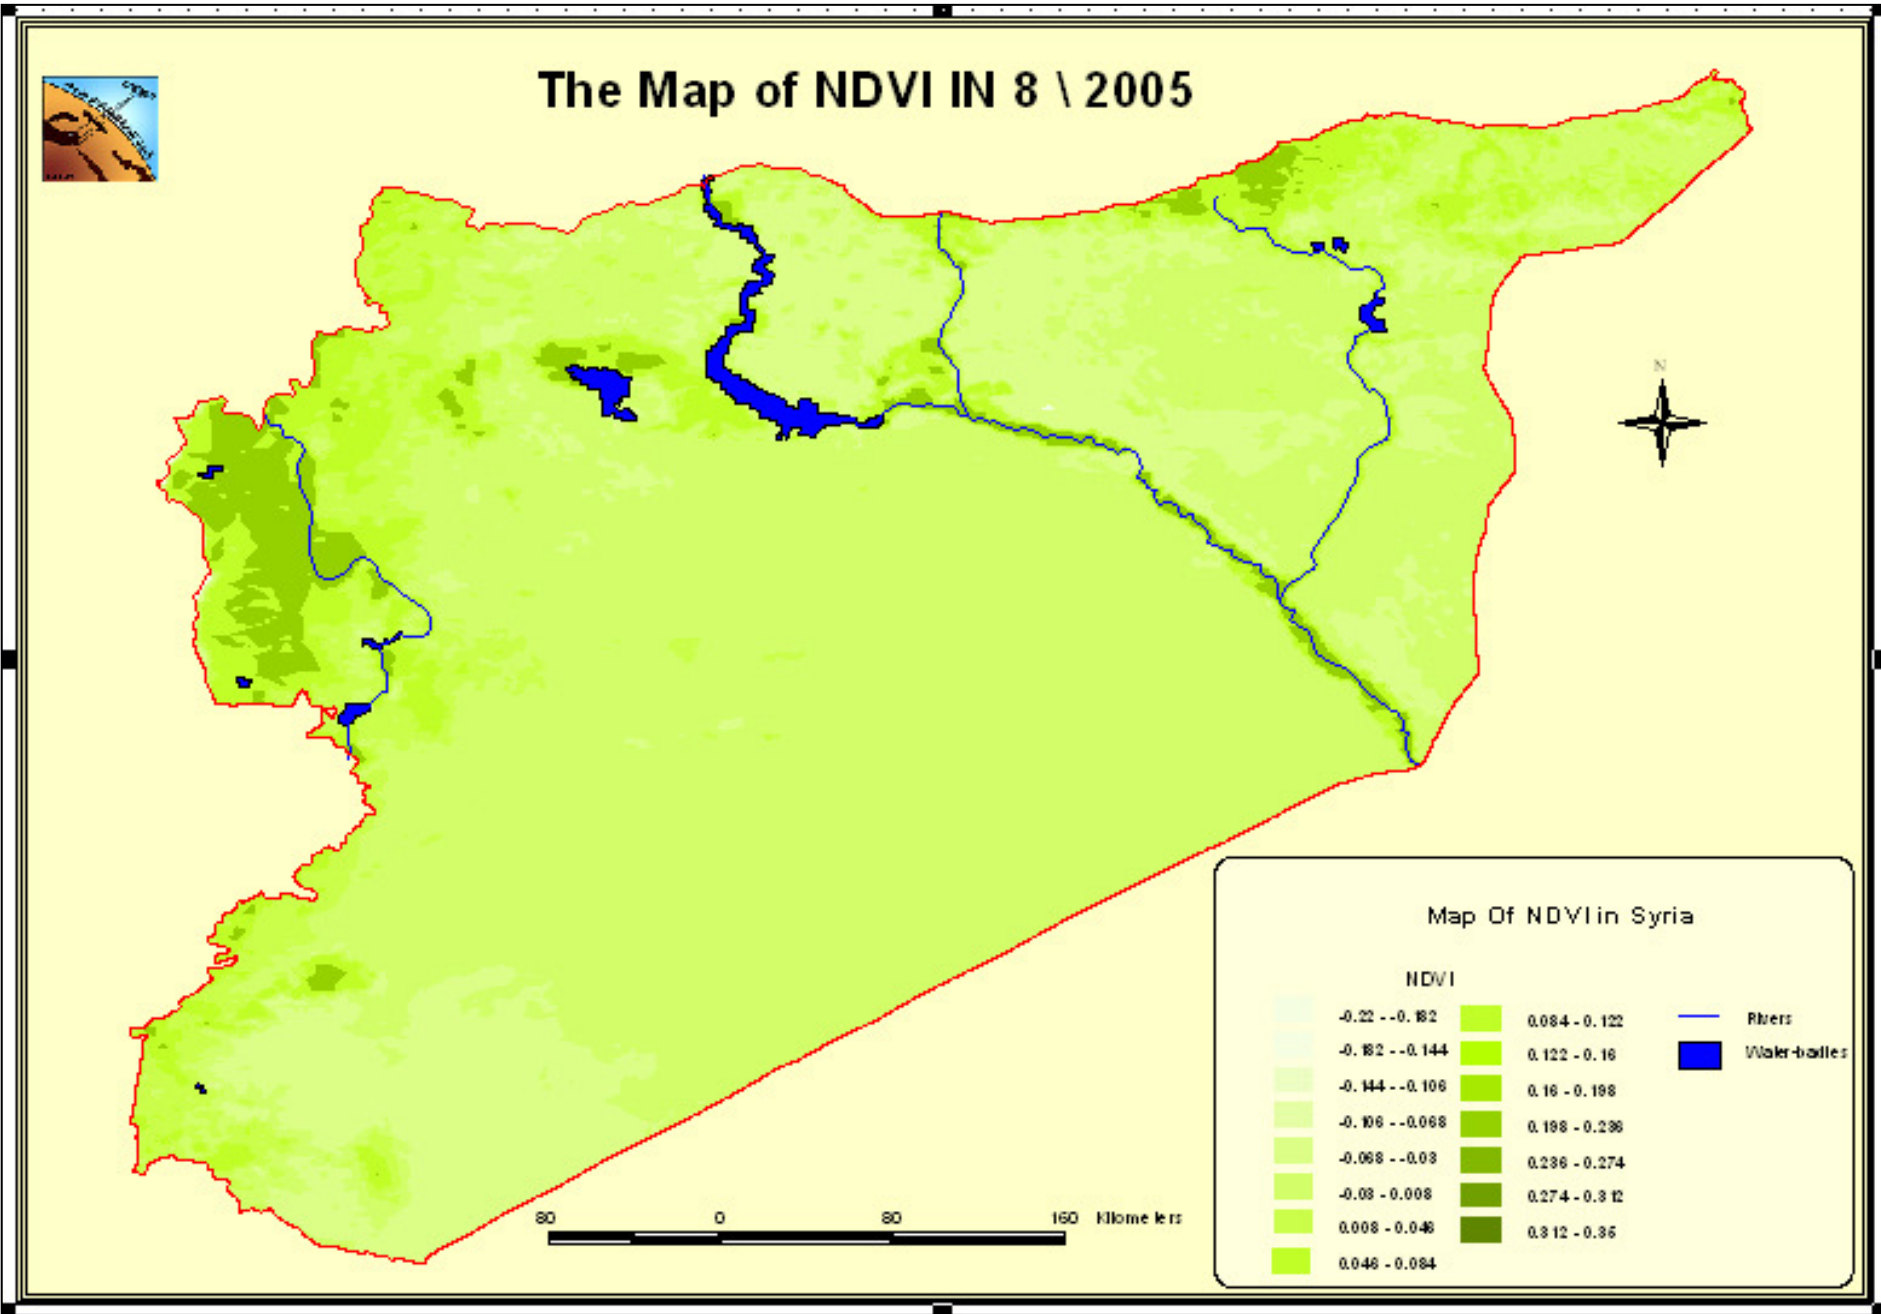 The Map of NDVI IN 8 \ 2005
N
Map Of NDVI in Syria
NDVI
-0.22 - -0.182
-0.182 - -0.144
-0.144 - -0.106
-0.106 - -0.068
-0.068 - -0.03
-0.03 - 0.008
0.008 - 0.046
0.046 - 0.084
0.084 - 0.122
0.122 - 0.16
0.16 - 0.198
0.198 - 0.236
0.236 - 0.274
0.274 - 0.312
0.312 - 0.35
Rivers
Water-badies
80 0 80 160 Kilometers